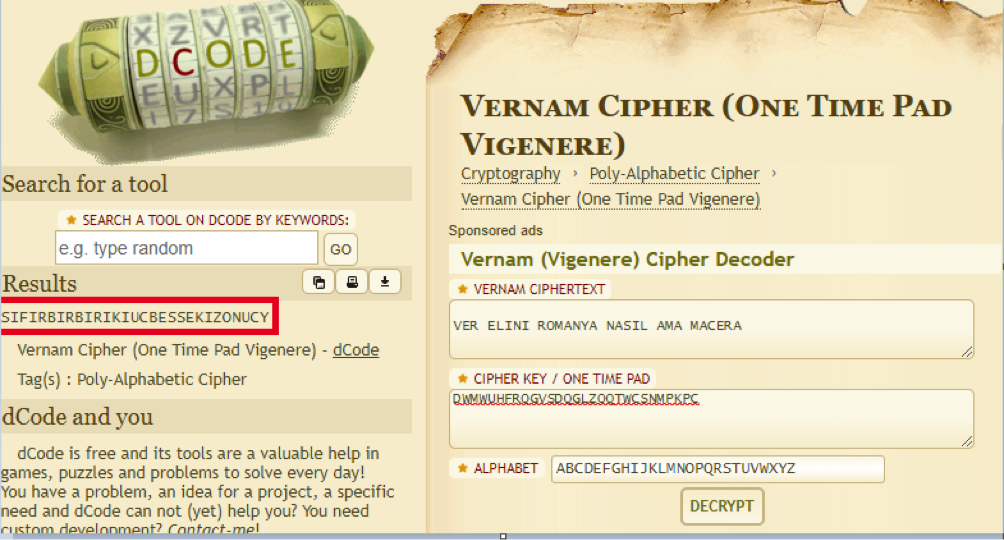 X Z V R T
D C O D E
E U X P L
Search for a tool
SEARCH A TOOL ON DCODE BY KEYWORDS:
e.g. type random GO
Results
SIFIRBIRBIRIKIUCBESSEKIZONUCY
Vernam Cipher (One Time Pad Vigenere) - dCode
Tag(s) : Poly-Alphabetic Cipher
dCode and you
dCode is free and its tools are a valuable help in
games, puzzles and problems to solve every day!
You have a problem, an idea for a project, a specific
need and dCode can not (yet) help you? You need
custom development? Contact-me!
VERNAM CIPHER (ONE TIME PAD
VIGENERE)
Cryptography › Poly-Alphabetic Cipher ›
Vernam Cipher (One Time Pad Vigenere)
Sponsored ads
Vernam (Vigenere) Cipher Decoder
VERNAM CIPHERTEXT
VER ELINI ROMANYA NASIL AMA MACERA
CIPHER KEY / ONE TIME PAD
DWMWUHFRQGVSDQGLZOQTWCSNMPKPC
ALPHABET ABCDEFGHIJKLMNOPQRSTUVWXYZ
DECRYPT